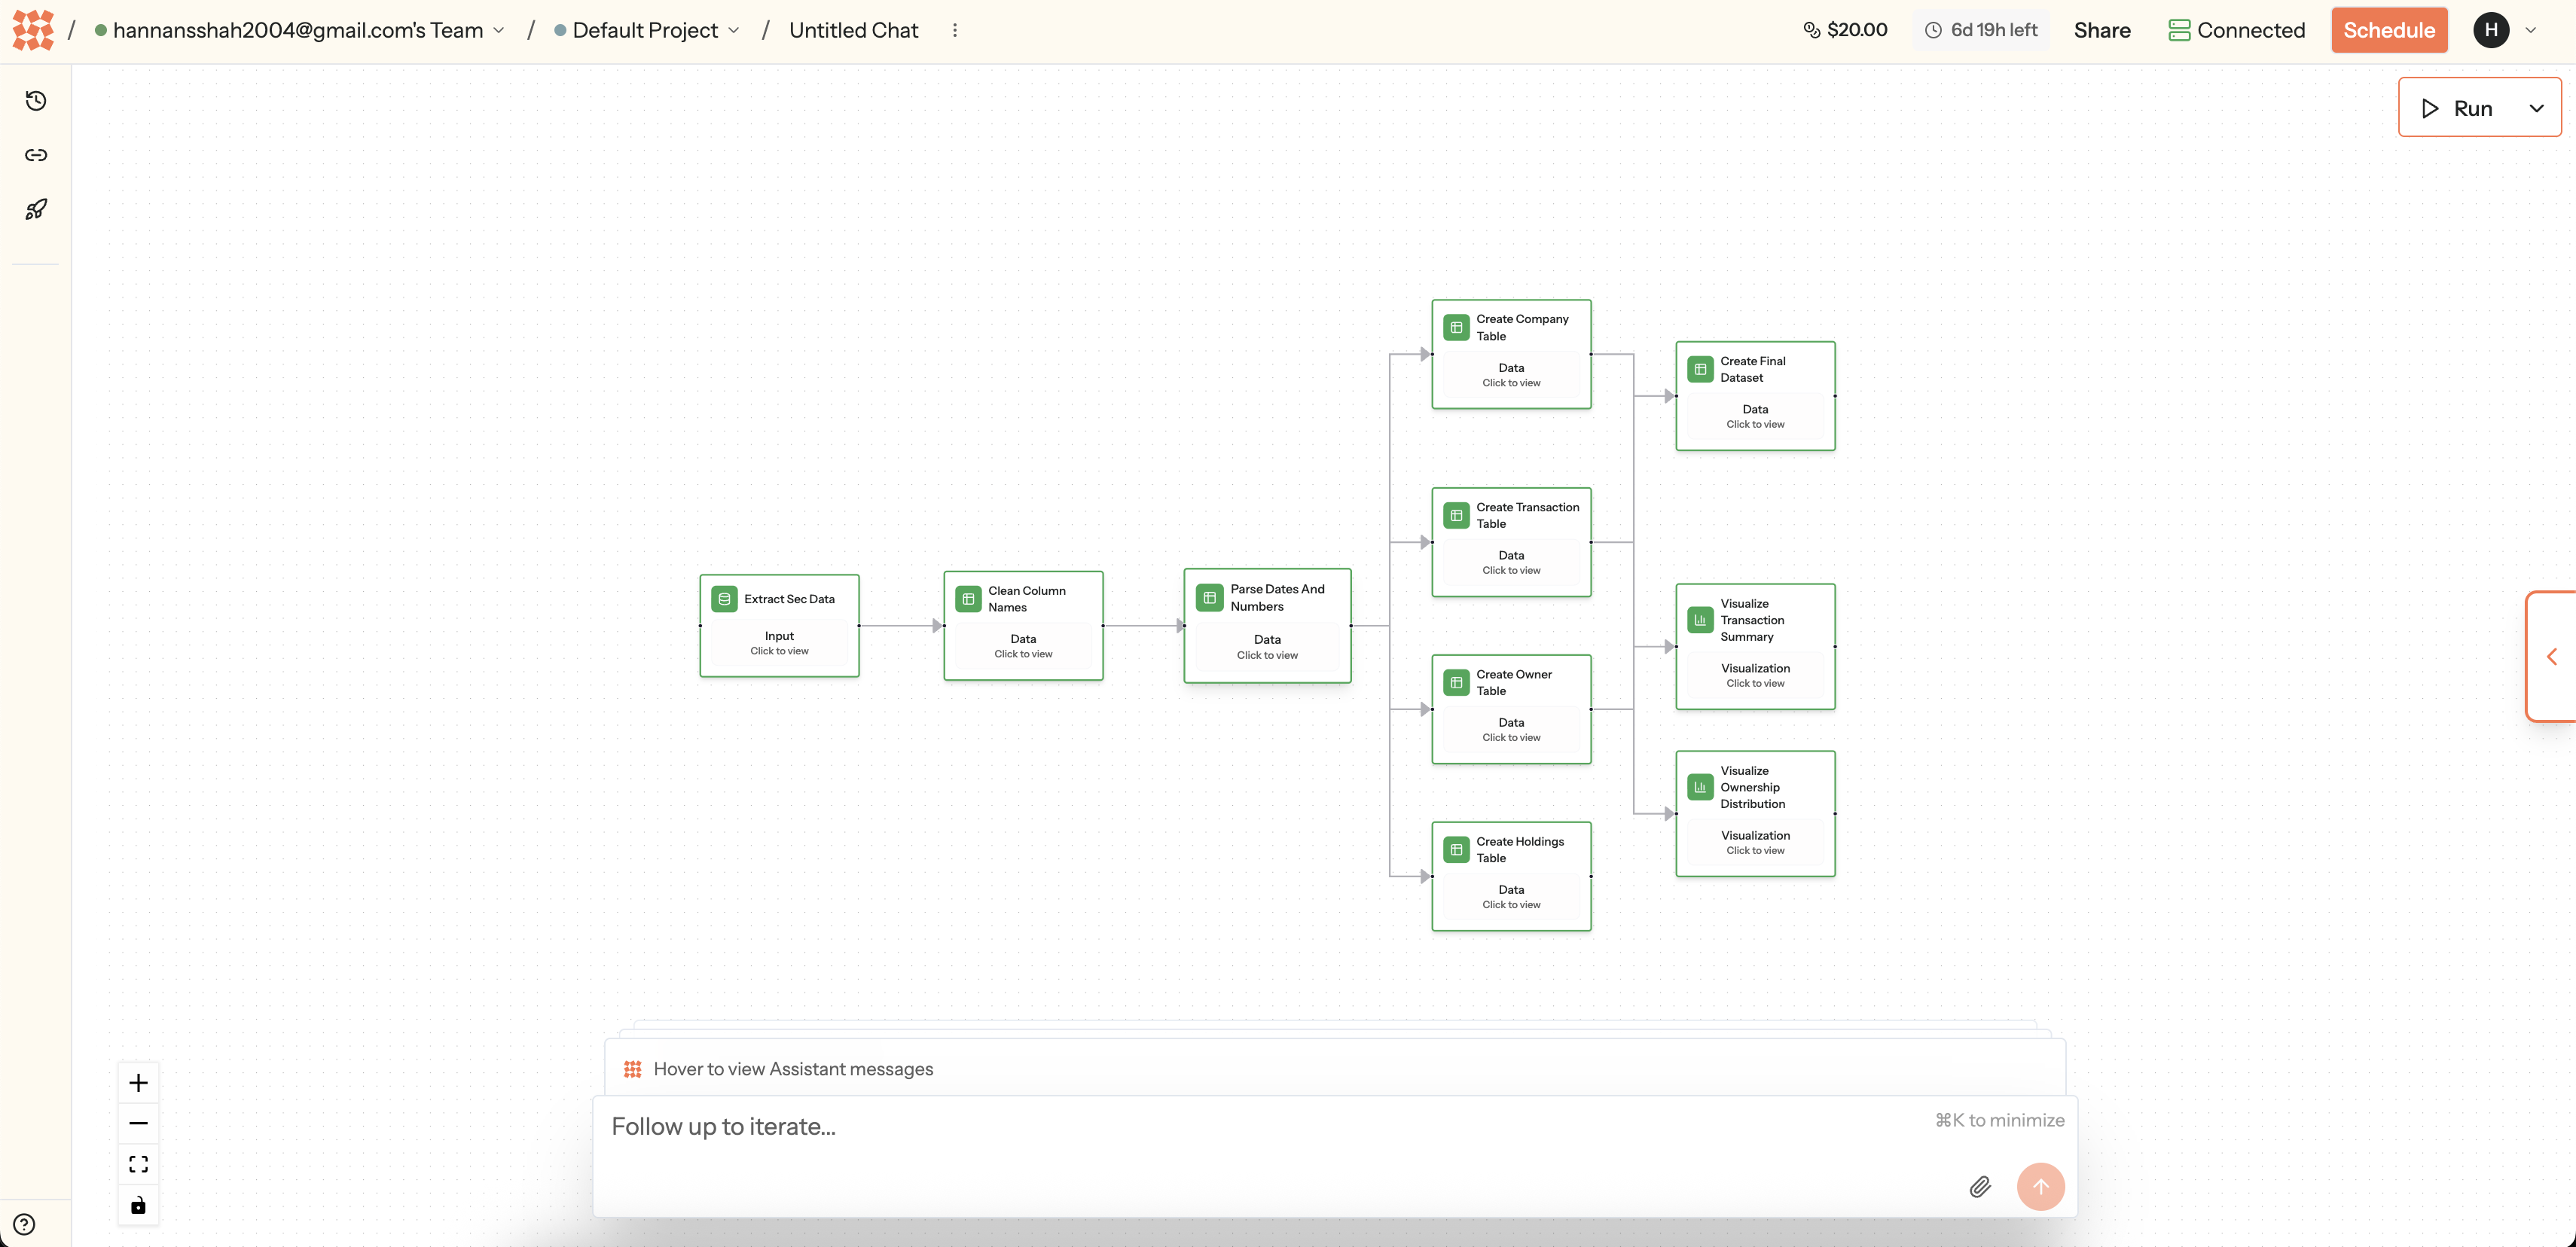 / hannansshah2004@gmail.com's Team / Default Project / Untitled Chat $20.00 6d 19h left Share Connected Schedule H
Run
Create Company
Table
Data
Click to view
Create Final
Dataset
Data
Click to view
Create Transaction
Table
Data
Click to view
Extract Sec Data
Input
Click to view
Clean Column
Names
Data
Click to view
Parse Dates And
Numbers
Data
Click to view
Visualize
Transaction
Summary
Visualization
Click to view
Create Owner
Table
Data
Click to view
Visualize
Ownership
Distribution
Visualization
Click to view
Create Holdings
Table
Data
Click to view
Hover to view Assistant messages
Follow up to iterate...
⌘K to minimize